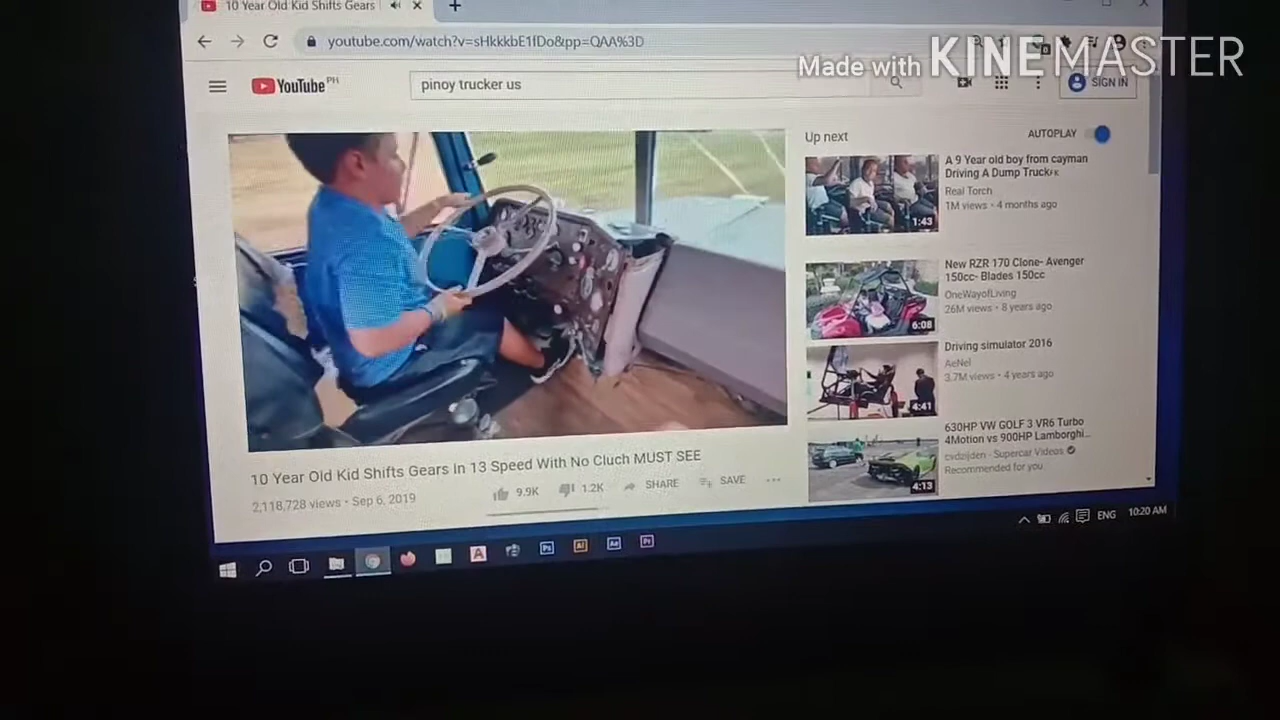 10 Year Old Kid Shifts Gears
youtube.com/watch?v=sHkkkbE1fDo&pp=QAA%3D
Made with KINEMASTER
YouTube PH
pinoy trucker us
SIGN IN
Up next
AUTOPLAY
A 9 Year old boy from cayman
Driving A Dump Truck
Real Torch
1M views • 4 months ago
1:43
New RZR 170 Clone- Avenger
150cc- Blades 150cc
OneWayofLiving
26M views • 8 years ago
6:08
Driving simulator 2016
AeNel
3.7M views • 4 years ago
4:41
630HP VW GOLF 3 VR6 Turbo
4Motion vs 900HP Lamborghi...
cvdzijden - Supercar Videos
Recommended for you
4:13
10 Year Old Kid Shifts Gears In 13 Speed With No Cluch MUST SEE
2,118,728 views • Sep 6, 2019
9.9K
1.2K
SHARE
SAVE
ENG
10:20 AM
A
Ps
Ai
Ae
Pr